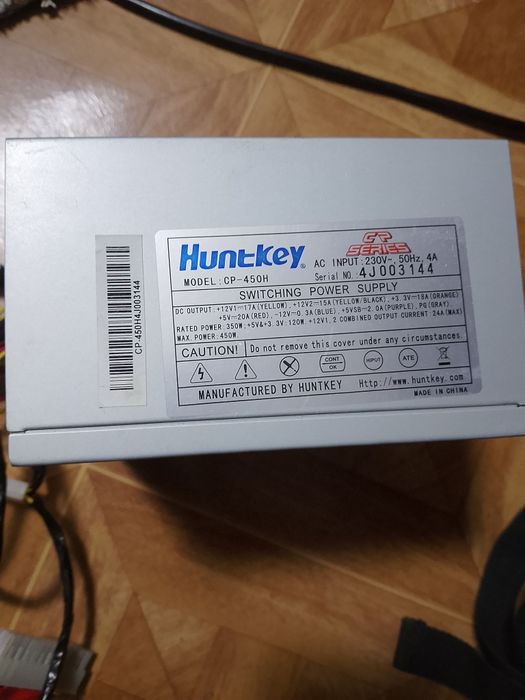 HuntKey®
GP SERIES
AC INPUT:230V~, 50Hz, 4A
MODEL:CP-450H
Serial NO. 4J003144
SWITCHING POWER SUPPLY
DC OUTPUT:+12V1⎓17A(YELLOW),+12V2⎓15A(YELLOW/BLACK),+3.3V⎓18A(ORANGE)
+5V⎓20A(RED), -12V⎓0.3A(BLUE),+5VSB⎓2.0A(PURPLE),PG(GRAY).
RATED POWER:350W,+5V&+3.3V:120W.+12V1,2 COMBINED OUTPUT CURRENT 24A(MAX)
MAX. POWER:450W
CAUTION! Do not remove this cover under any circumstances.
CONT OK
HIPOT
ATE
MANUFACTURED BY HUNTKEY Http://www.huntkey.com
MADE IN CHINA
CP-450H4J003144